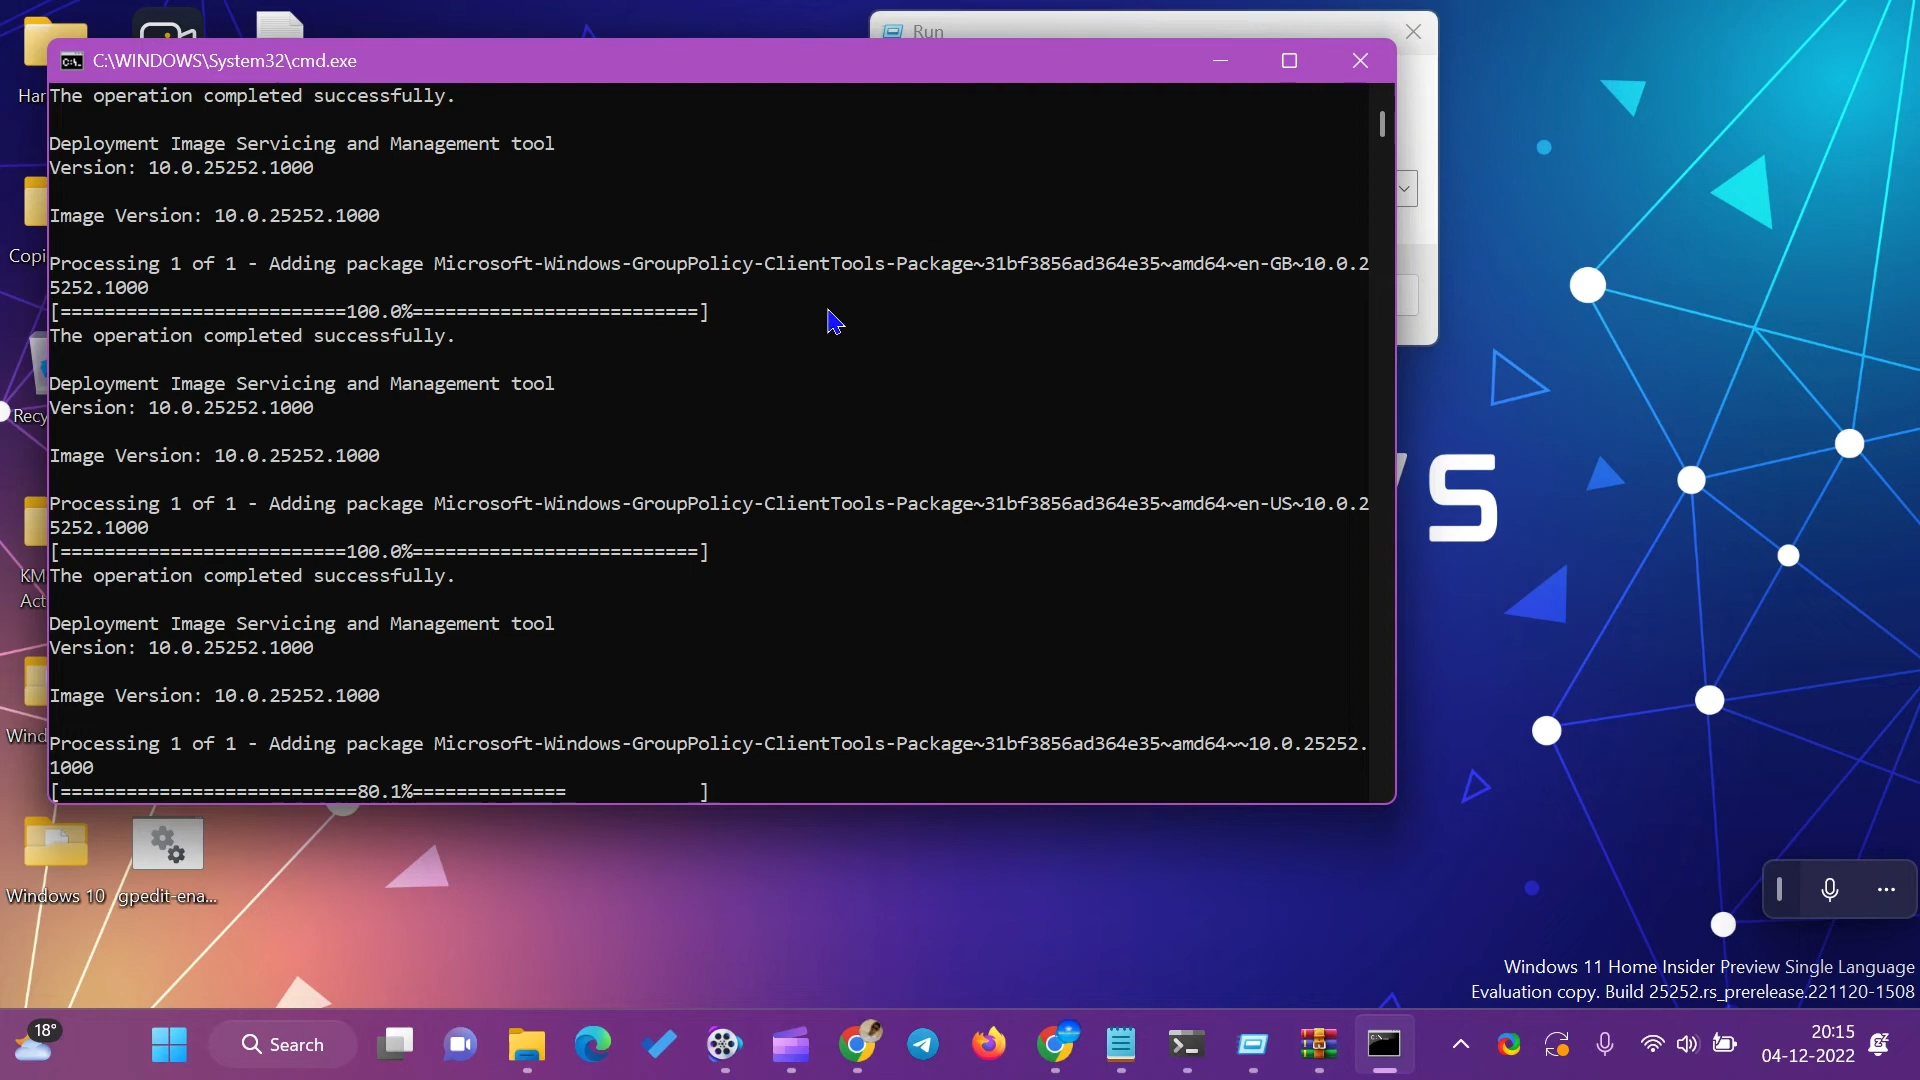 Run
C:\WINDOWS\System32\cmd.exe
The operation completed successfully.
Deployment Image Servicing and Management tool
Version: 10.0.25252.1000
Image Version: 10.0.25252.1000
Processing 1 of 1 - Adding package Microsoft-Windows-GroupPolicy-ClientTools-Package~31bf3856ad364e35~amd64~en-GB~10.0.2
5252.1000
[==========================100.0%==========================]
The operation completed successfully.
Deployment Image Servicing and Management tool
Version: 10.0.25252.1000
Image Version: 10.0.25252.1000
Processing 1 of 1 - Adding package Microsoft-Windows-GroupPolicy-ClientTools-Package~31bf3856ad364e35~amd64~en-US~10.0.2
5252.1000
[==========================100.0%==========================]
The operation completed successfully.
Deployment Image Servicing and Management tool
Version: 10.0.25252.1000
Image Version: 10.0.25252.1000
Processing 1 of 1 - Adding package Microsoft-Windows-GroupPolicy-ClientTools-Package~31bf3856ad364e35~amd64~~10.0.25252.
1000
[===========================80.1%==============            ]
Har
Copi
Recy
KM
Act
Wind
S
Windows 10
gpedit-ena...
Windows 11 Home Insider Preview Single Language
Evaluation copy. Build 25252.rs_prerelease.221120-1508
18°
Search
20:15
04-12-2022